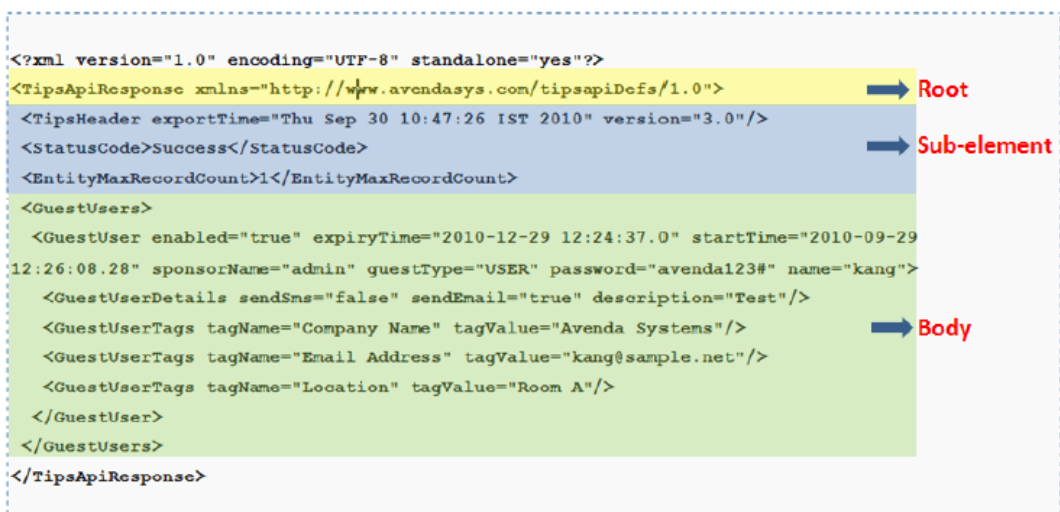 <?xml version="1.0" encoding="UTF-8" standalone="yes"?>
<TipsApiResponse xmlns="http://www.avendasys.com/tipsapiDefs/1.0">
Root
<TipsHeader exportTime="Thu Sep 30 10:47:26 IST 2010" version="3.0"/>
<StatusCode>Success</StatusCode>
Sub-element
<EntityMaxRecordCount>1</EntityMaxRecordCount>
<GuestUsers>
<GuestUser enabled="true" expiryTime="2010-12-29 12:24:37.0" startTime="2010-09-29
12:26:08.28" sponsorName="admin" guestType="USER" password="avenda123#" name="kang">
<GuestUserDetails sendSms="false" sendEmail="true" description="Test"/>
<GuestUserTags tagName="Company Name" tagValue="Avenda Systems"/>
Body
<GuestUserTags tagName="Email Address" tagValue="kang@sample.net"/>
<GuestUserTags tagName="Location" tagValue="Room A"/>
</GuestUser>
</GuestUsers>
</TipsApiResponse>